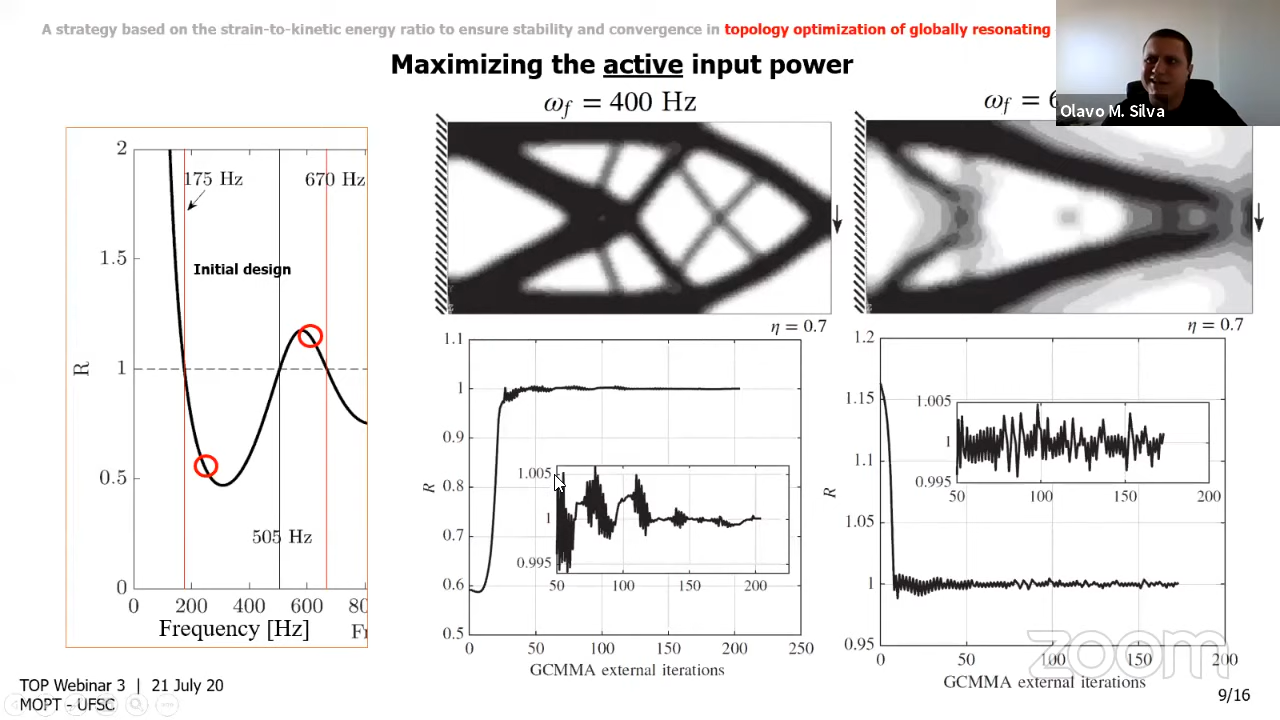 A strategy based on the strain-to-kinetic energy ratio to ensure stability and convergence in topology optimization of globally resonating
Maximizing the active input power
ωf = 400 Hz
ωf = 6
Olavo M. Silva
2
1.5
1
0.5
0
R
175 Hz
670 Hz
Initial design
505 Hz
0 200 400 600 80
Frequency [Hz]
Fr
η = 0.7
1.1
1
0.9
0.8
0.7
0.6
0.5
R
1.005
1
0.995
50 100 150 200
0 50 100 150 200 250
GCMMA external iterations
η = 0.7
1.2
1.15
1.1
1.05
1
0.95
R
1.005
1
0.995
50 100 150 200
0 50 100 150 200
GCMMA external iterations
zoom
TOP Webinar 3 | 21 July 20
MOPT - UFSC
9/16